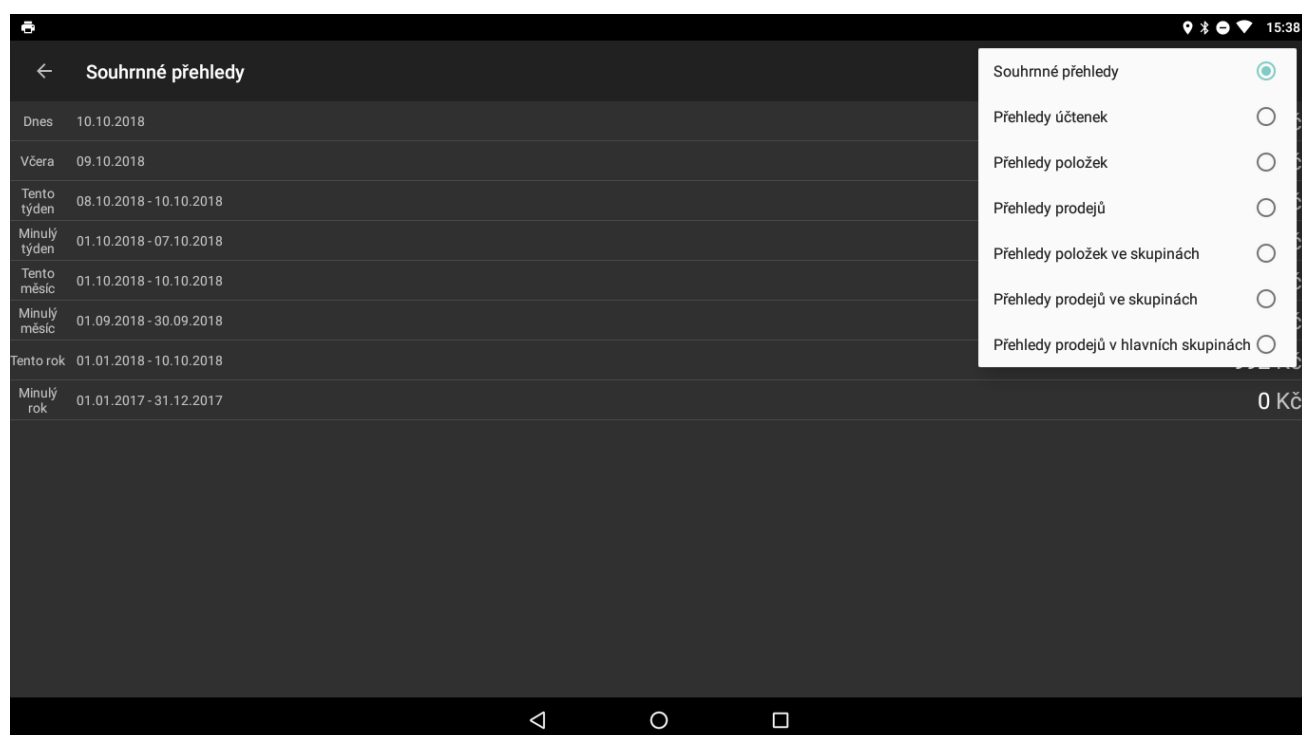 15:38
Souhrnné přehledy
Dnes 10.10.2018
Včera 09.10.2018
Tento
týden
08.10.2018 - 10.10.2018
Minulý
týden
01.10.2018 - 07.10.2018
Tento
měsíc
01.10.2018 - 10.10.2018
Minulý
měsíc
01.09.2018 - 30.09.2018
Tento rok 01.01.2018 - 10.10.2018
Minulý
rok
01.01.2017 - 31.12.2017
0 Kč
Souhrnné přehledy
Přehledy účtenek
Přehledy položek
Přehledy prodejů
Přehledy položek ve skupinách
Přehledy prodejů ve skupinách
Přehledy prodejů v hlavních skupinách